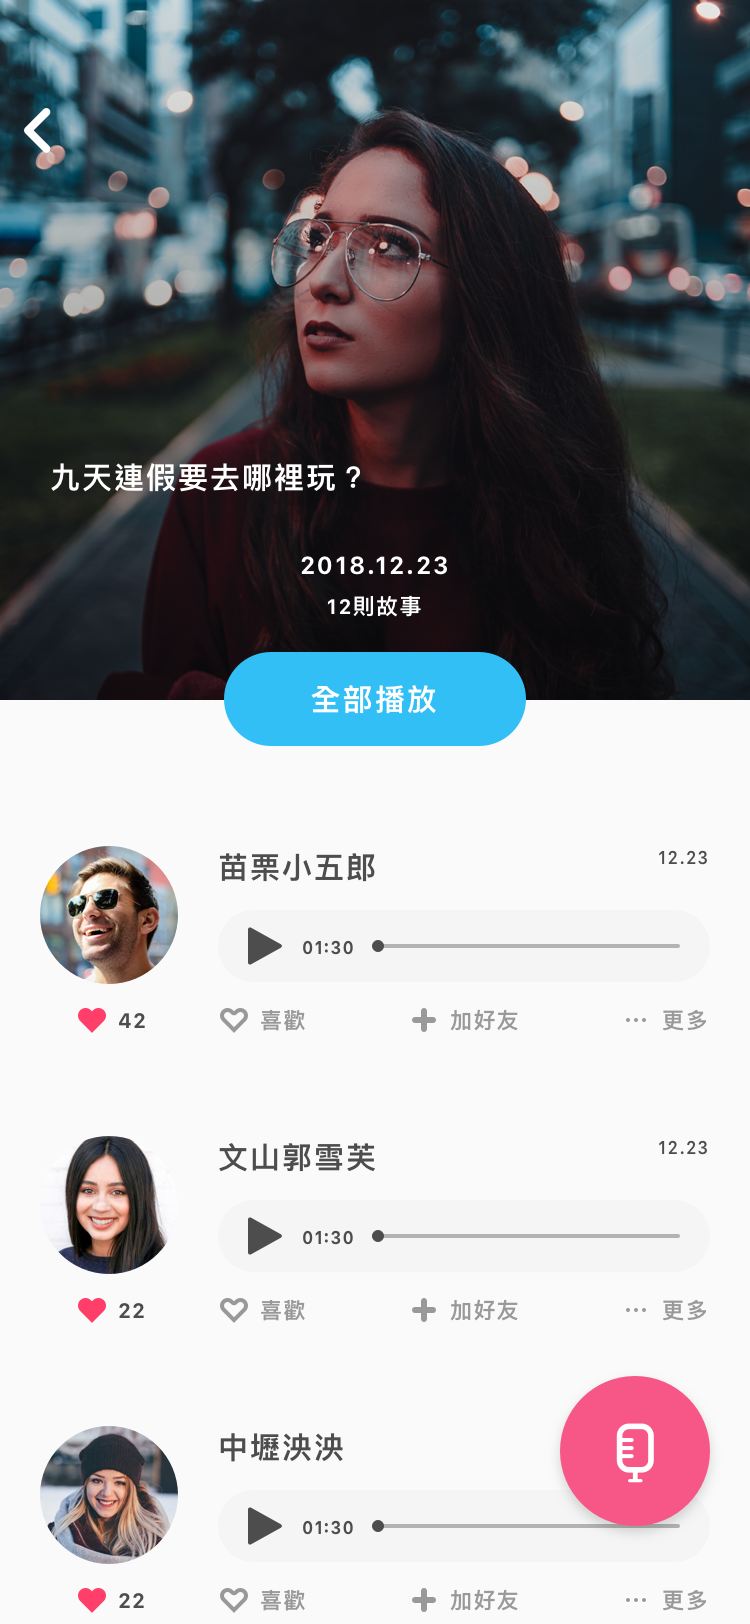 九天連假要去哪裡玩？
2018.12.23
12則故事
全部播放
苗栗小五郎
12.23
01:30
42
喜歡
加好友
更多
文山郭雪芙
12.23
01:30
22
喜歡
加好友
更多
中壢泱泱
01:30
22
喜歡
加好友
更多